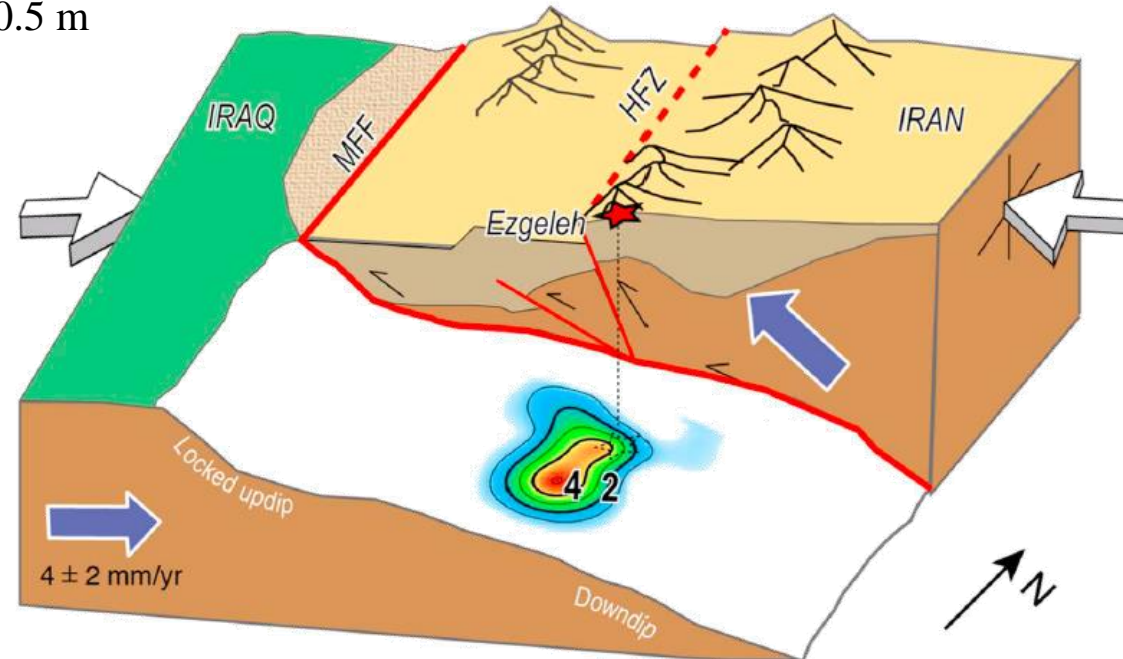 0.5 m
IRAQ
MFF
HFZ
IRAN
Ezgeleh
4 2
Locked updip
4 ± 2 mm/yr
Downdip
N